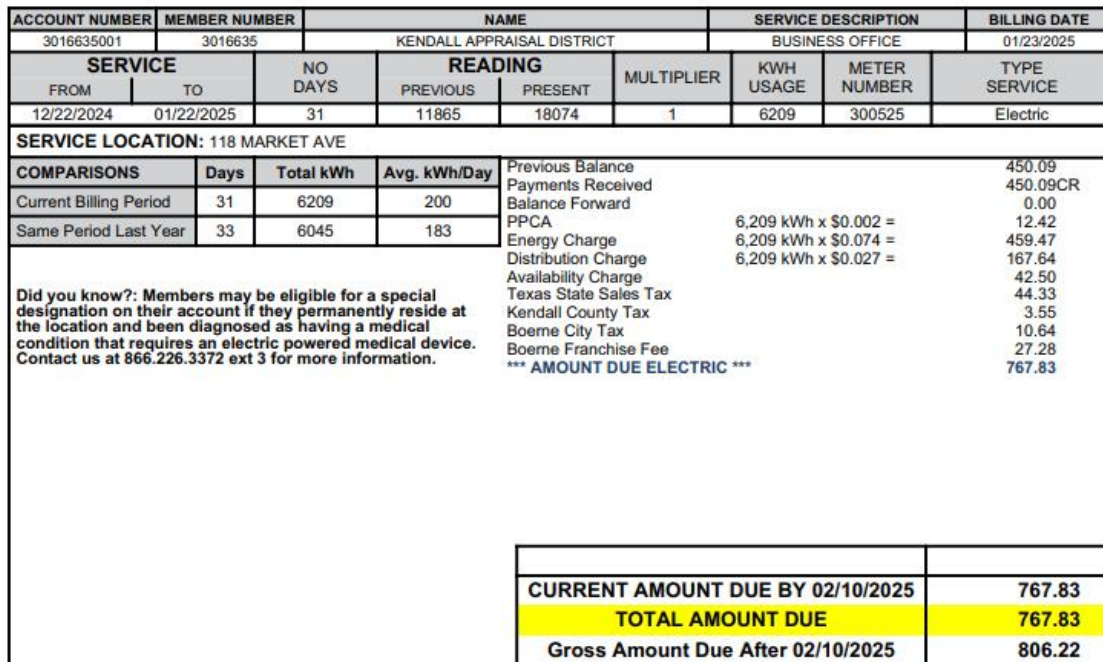 ACCOUNT NUMBER MEMBER NUMBER NAME SERVICE DESCRIPTION BILLING DATE
3016635001 3016635 KENDALL APPRAISAL DISTRICT BUSINESS OFFICE 01/23/2025
SERVICE NO DAYS READING MULTIPLIER KWH USAGE METER NUMBER TYPE SERVICE
FROM TO PREVIOUS PRESENT
12/22/2024 01/22/2025 31 11865 18074 1 6209 300525 Electric
SERVICE LOCATION: 118 MARKET AVE
COMPARISONS Days Total kWh Avg. kWh/Day
Current Billing Period 31 6209 200
Same Period Last Year 33 6045 183
Did you know?: Members may be eligible for a special
designation on their account if they permanently reside at
the location and been diagnosed as having a medical
condition that requires an electric powered medical device.
Contact us at 866.226.3372 ext 3 for more information.
Previous Balance 450.09
Payments Received 450.09CR
Balance Forward 0.00
PPCA 6,209 kWh x $0.002 = 12.42
Energy Charge 6,209 kWh x $0.074 = 459.47
Distribution Charge 6,209 kWh x $0.027 = 167.64
Availability Charge 42.50
Texas State Sales Tax 44.33
Kendall County Tax 3.55
Boerne City Tax 10.64
Boerne Franchise Fee 27.28
*** AMOUNT DUE ELECTRIC *** 767.83
CURRENT AMOUNT DUE BY 02/10/2025 767.83
TOTAL AMOUNT DUE 767.83
Gross Amount Due After 02/10/2025 806.22